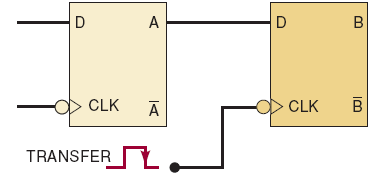 D A D B
CLK A̅ CLK B̅
TRANSFER